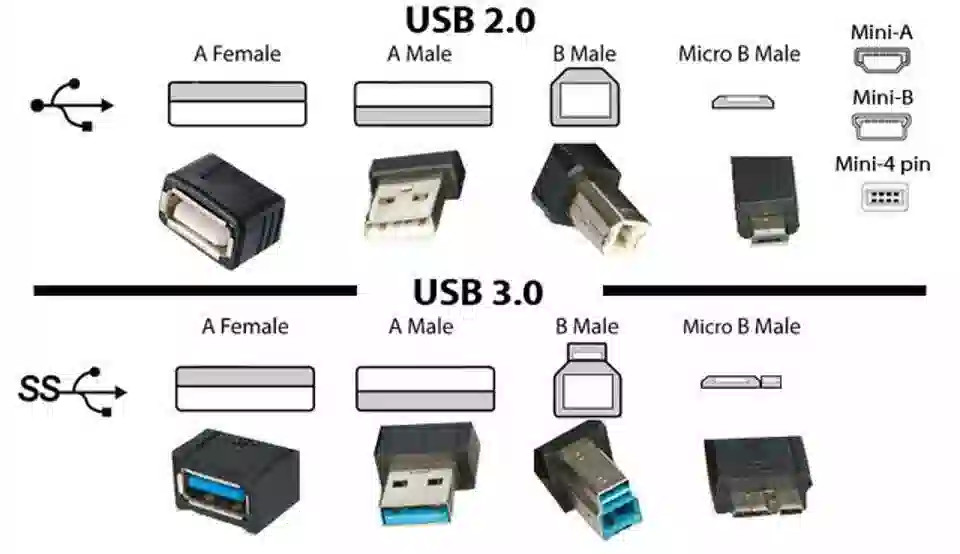 USB 2.0
A Female
A Male
B Male
Micro B Male
Mini-A
Mini-B
Mini-4 pin
USB 3.0
A Female
A Male
B Male
Micro B Male
SS